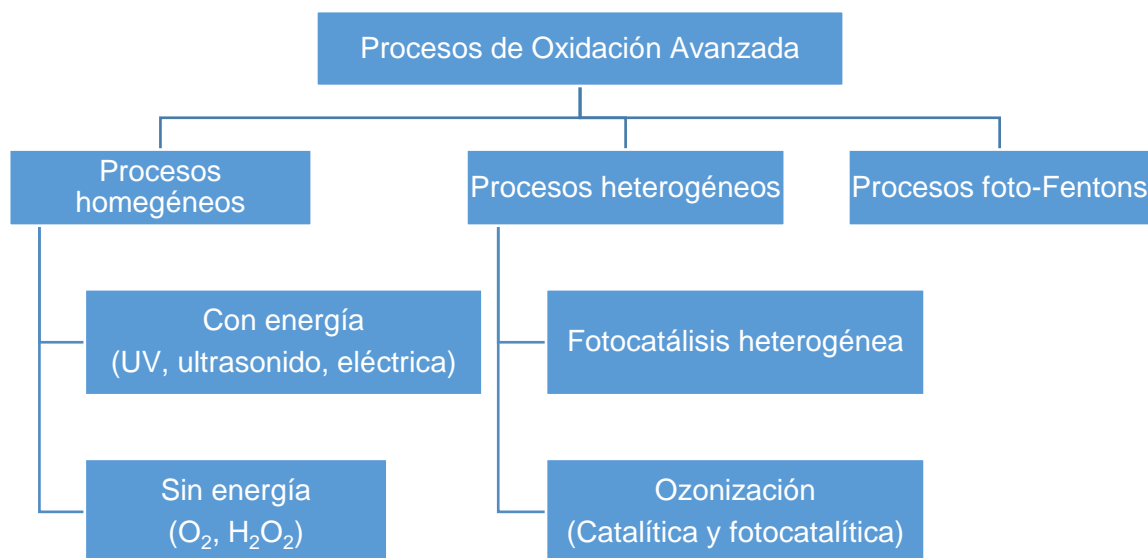 Procesos de Oxidación Avanzada
Procesos
homegéneos
Procesos heterogéneos
Procesos foto-Fentons
Con energía
(UV, ultrasonido, eléctrica)
Fotocatálisis heterogénea
Sin energía
(O₂, H₂O₂)
Ozonización
(Catalítica y fotocatalítica)